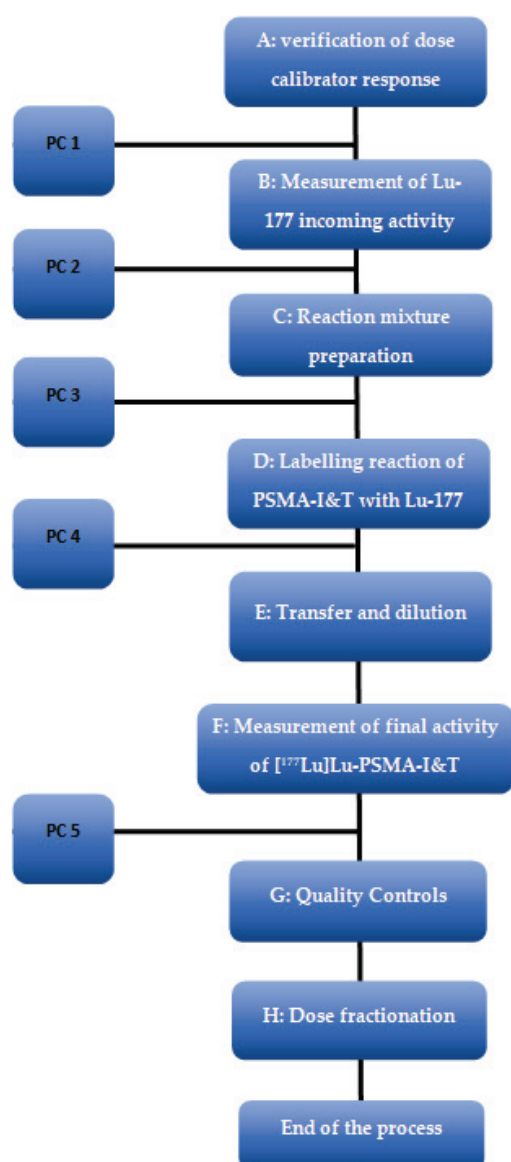 A: verification of dose
calibrator response
PC 1
B: Measurement of Lu-
177 incoming activity
PC 2
C: Reaction mixture
preparation
PC 3
D: Labelling reaction of
PSMA-I&T with Lu-177
PC 4
E: Transfer and dilution
F: Measurement of final activity
of [¹⁷⁷Lu]Lu-PSMA-I&T
PC 5
G: Quality Controls
H: Dose fractionation
End of the process